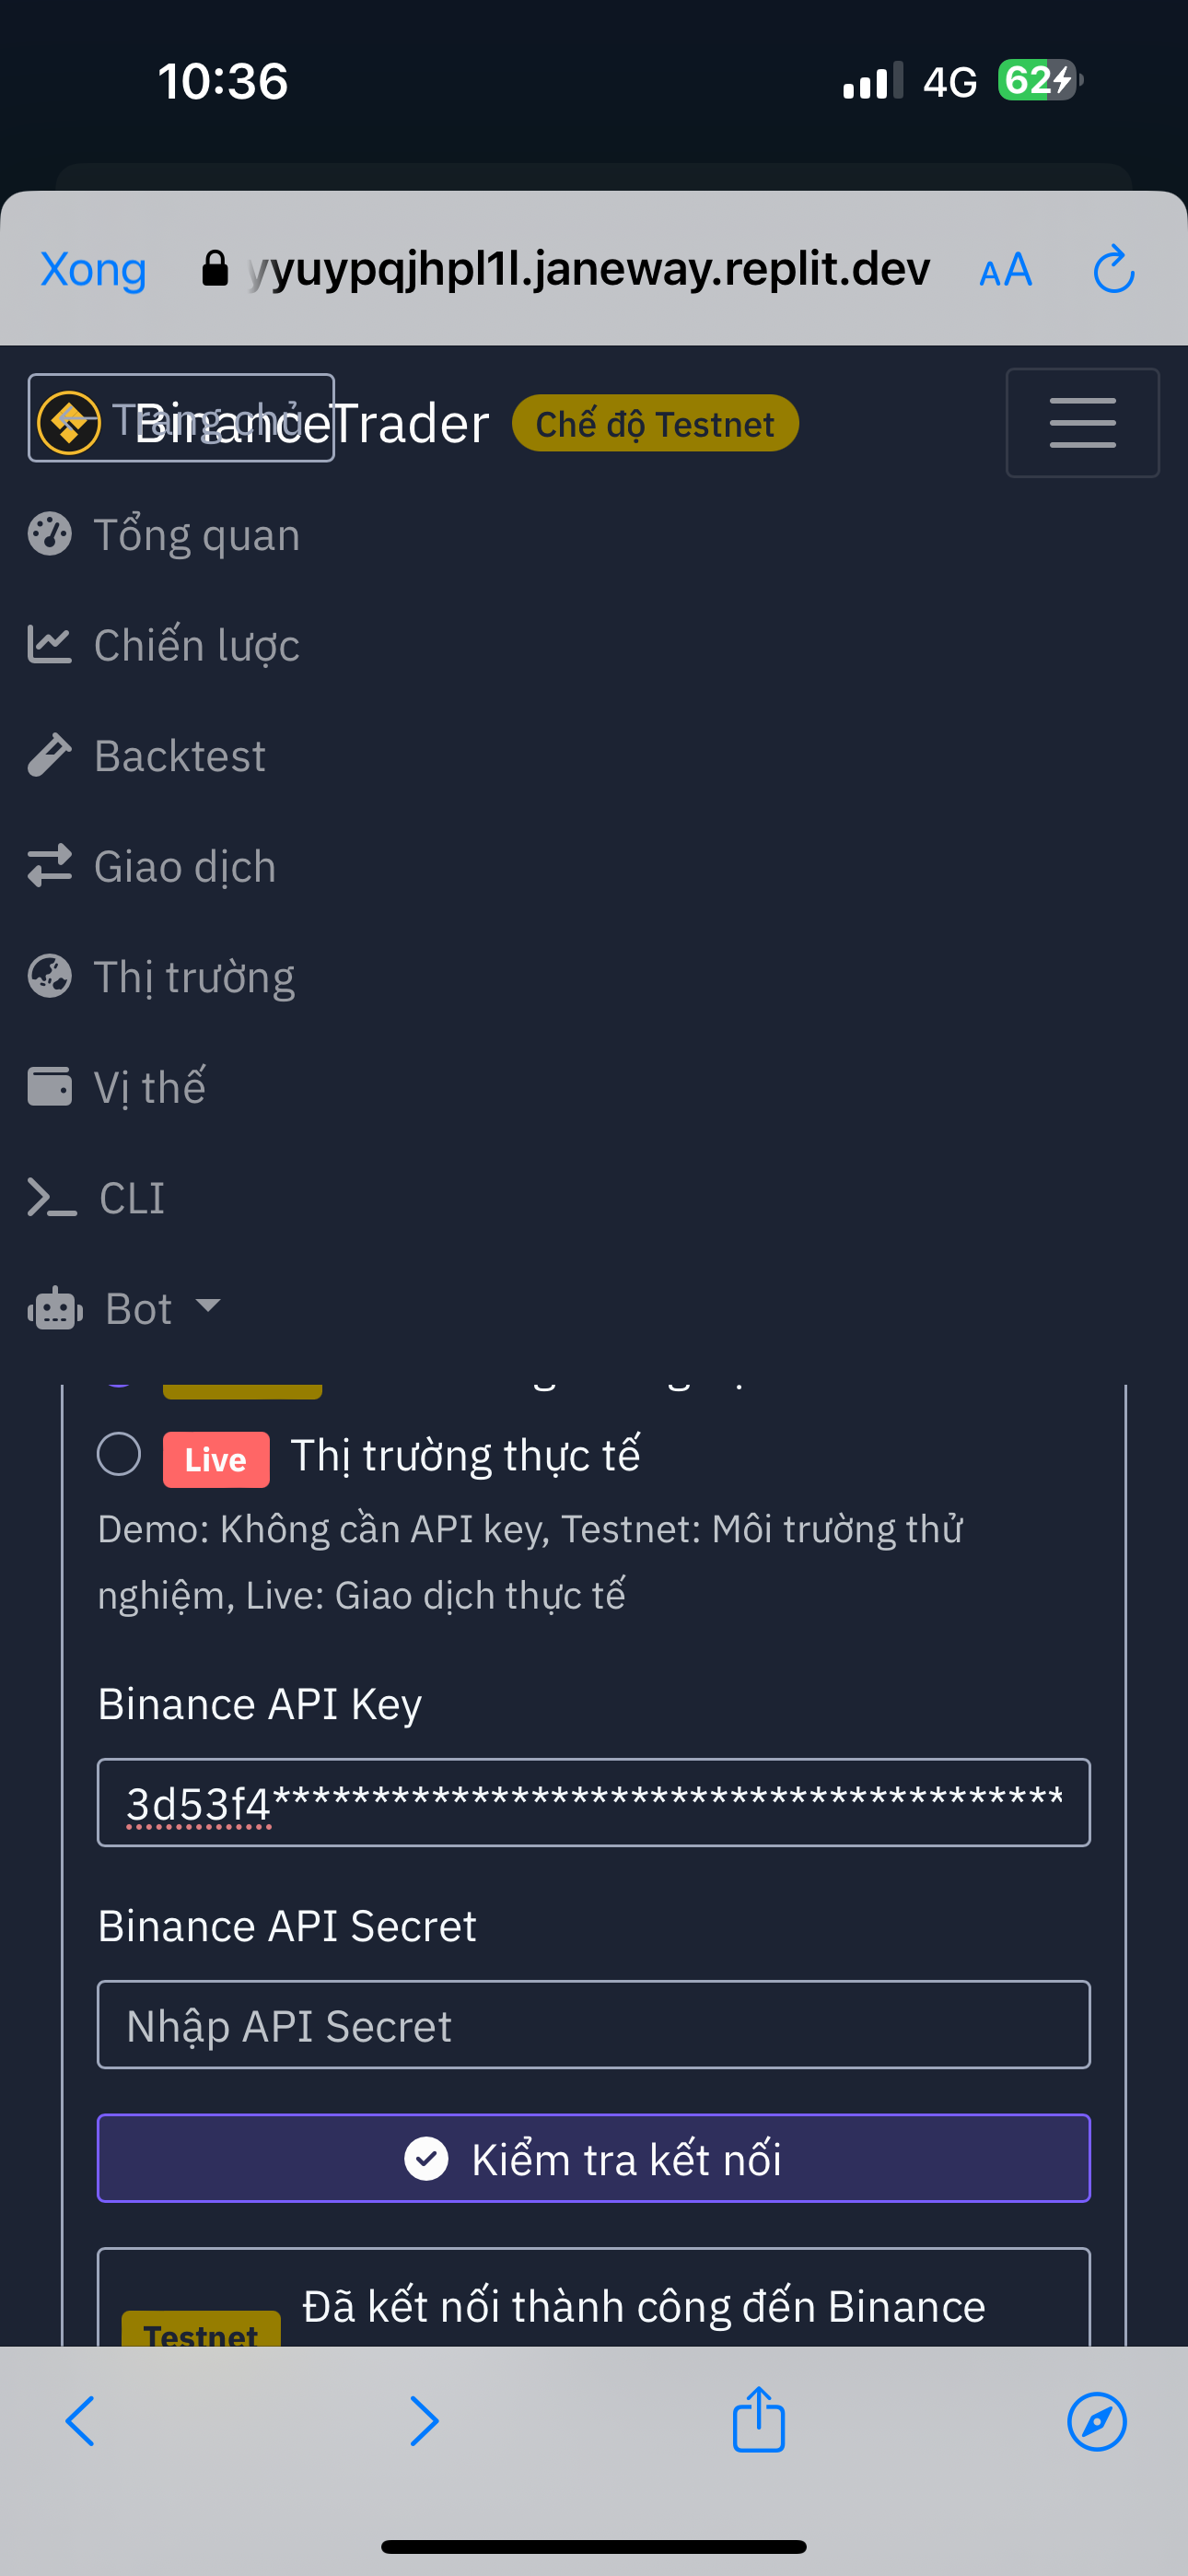 10:36
4G
62
Xong
yyuypqjhpl1l.janeway.replit.dev
AA
Trang chủ
BinanceTrader
Chế độ Testnet
Tổng quan
Chiến lược
Backtest
Giao dịch
Thị trường
Vị thế
CLI
Bot
Live Thị trường thực tế
Demo: Không cần API key, Testnet: Môi trường thử
nghiệm, Live: Giao dịch thực tế
Binance API Key
3d53f4****************************************
Binance API Secret
Nhập API Secret
Kiểm tra kết nối
Đã kết nối thành công đến Binance
Testnet